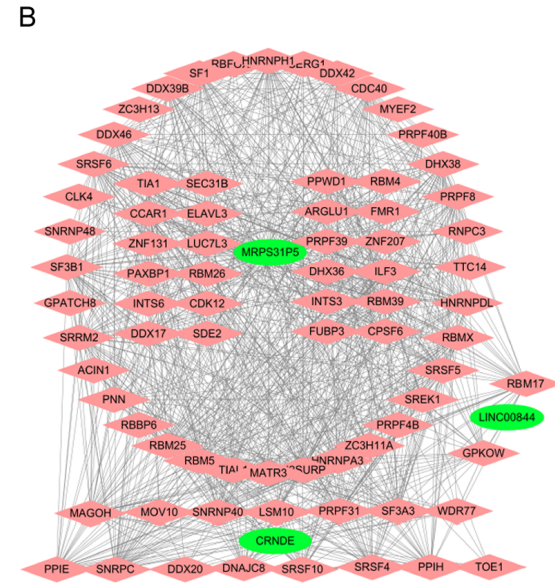 B
HNRNPH1
SF1
DDX42
DDX39B
CDC40
ZC3H13
MYEF2
DDX46
PRPF40B
SRSF6
DHX38
TIA1
SEC31B
PPWD1
RBM4
CLK4
PRPF8
CCAR1
ELAVL3
ARGLU1
FMR1
SNRNP48
RNPC3
ZNF131
LUC7L3
PRPF39
ZNF207
MRPS31P5
SF3B1
TTC14
PAXBP1
RBM26
DHX36
ILF3
GPATCH8
HNRNPDL
INTS6
CDK12
INTS3
RBM39
SRRM2
DDX17
SDE2
FUBP3
CPSF6
RBMX
ACIN1
SRSF5
RBM17
PNN
SREK1
LINC00844
RBBP6
PRPF4B
RBM25
ZC3H11A
GPKOW
RBM5
MATR3
HNRNPA3
MAGOH
MOV10
SNRNP40
LSM10
PRPF31
SF3A3
WDR77
CRNDE
PPIE
SNRPC
DDX20
DNAJC8
SRSF10
SRSF4
PPIH
TOE1